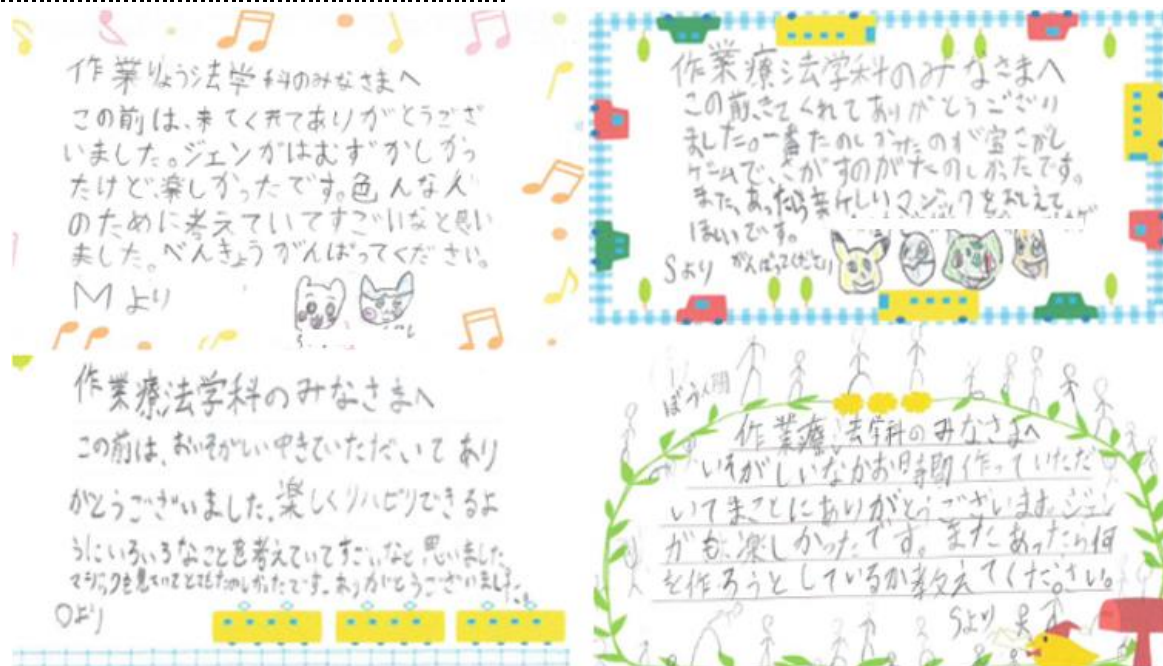 作業りょう法学科のみなさまへ
この前は、来てくれてありがとうござ
いました。ジェンガはむずかしかっ
たけど、楽しかったです。色んな人
のために考えていてすごいなと思い
ました。べんきょうがんばってください。
Mより
作業療法学科のみなさまへ
この前、きてくれてありがとうござい
ました。一番たのしかったのが宝さがし
ゲームで、さがすのがたのしかたです。
また、あったら新しいマジックをおしえて
ほしいです。
Sより がんばってください
作業療法学科のみなさまへ
この前は、おいそがしい中きていただいて あり
がとうございました。楽しくリハビリできるよ
うにいろいろなことを考えていてすごいなと思いました。
マジックを見ていてとてもたのしかったです。ありがとうございました。
Oより
ぼう人間
作業療法学科のみなさまへ
いそがしいなかお時間作っていただ
いてまことにありがとうございます。ジェン
ガも楽しかったです。またあったら何
を作ろうとしているか教えてください。
Sより